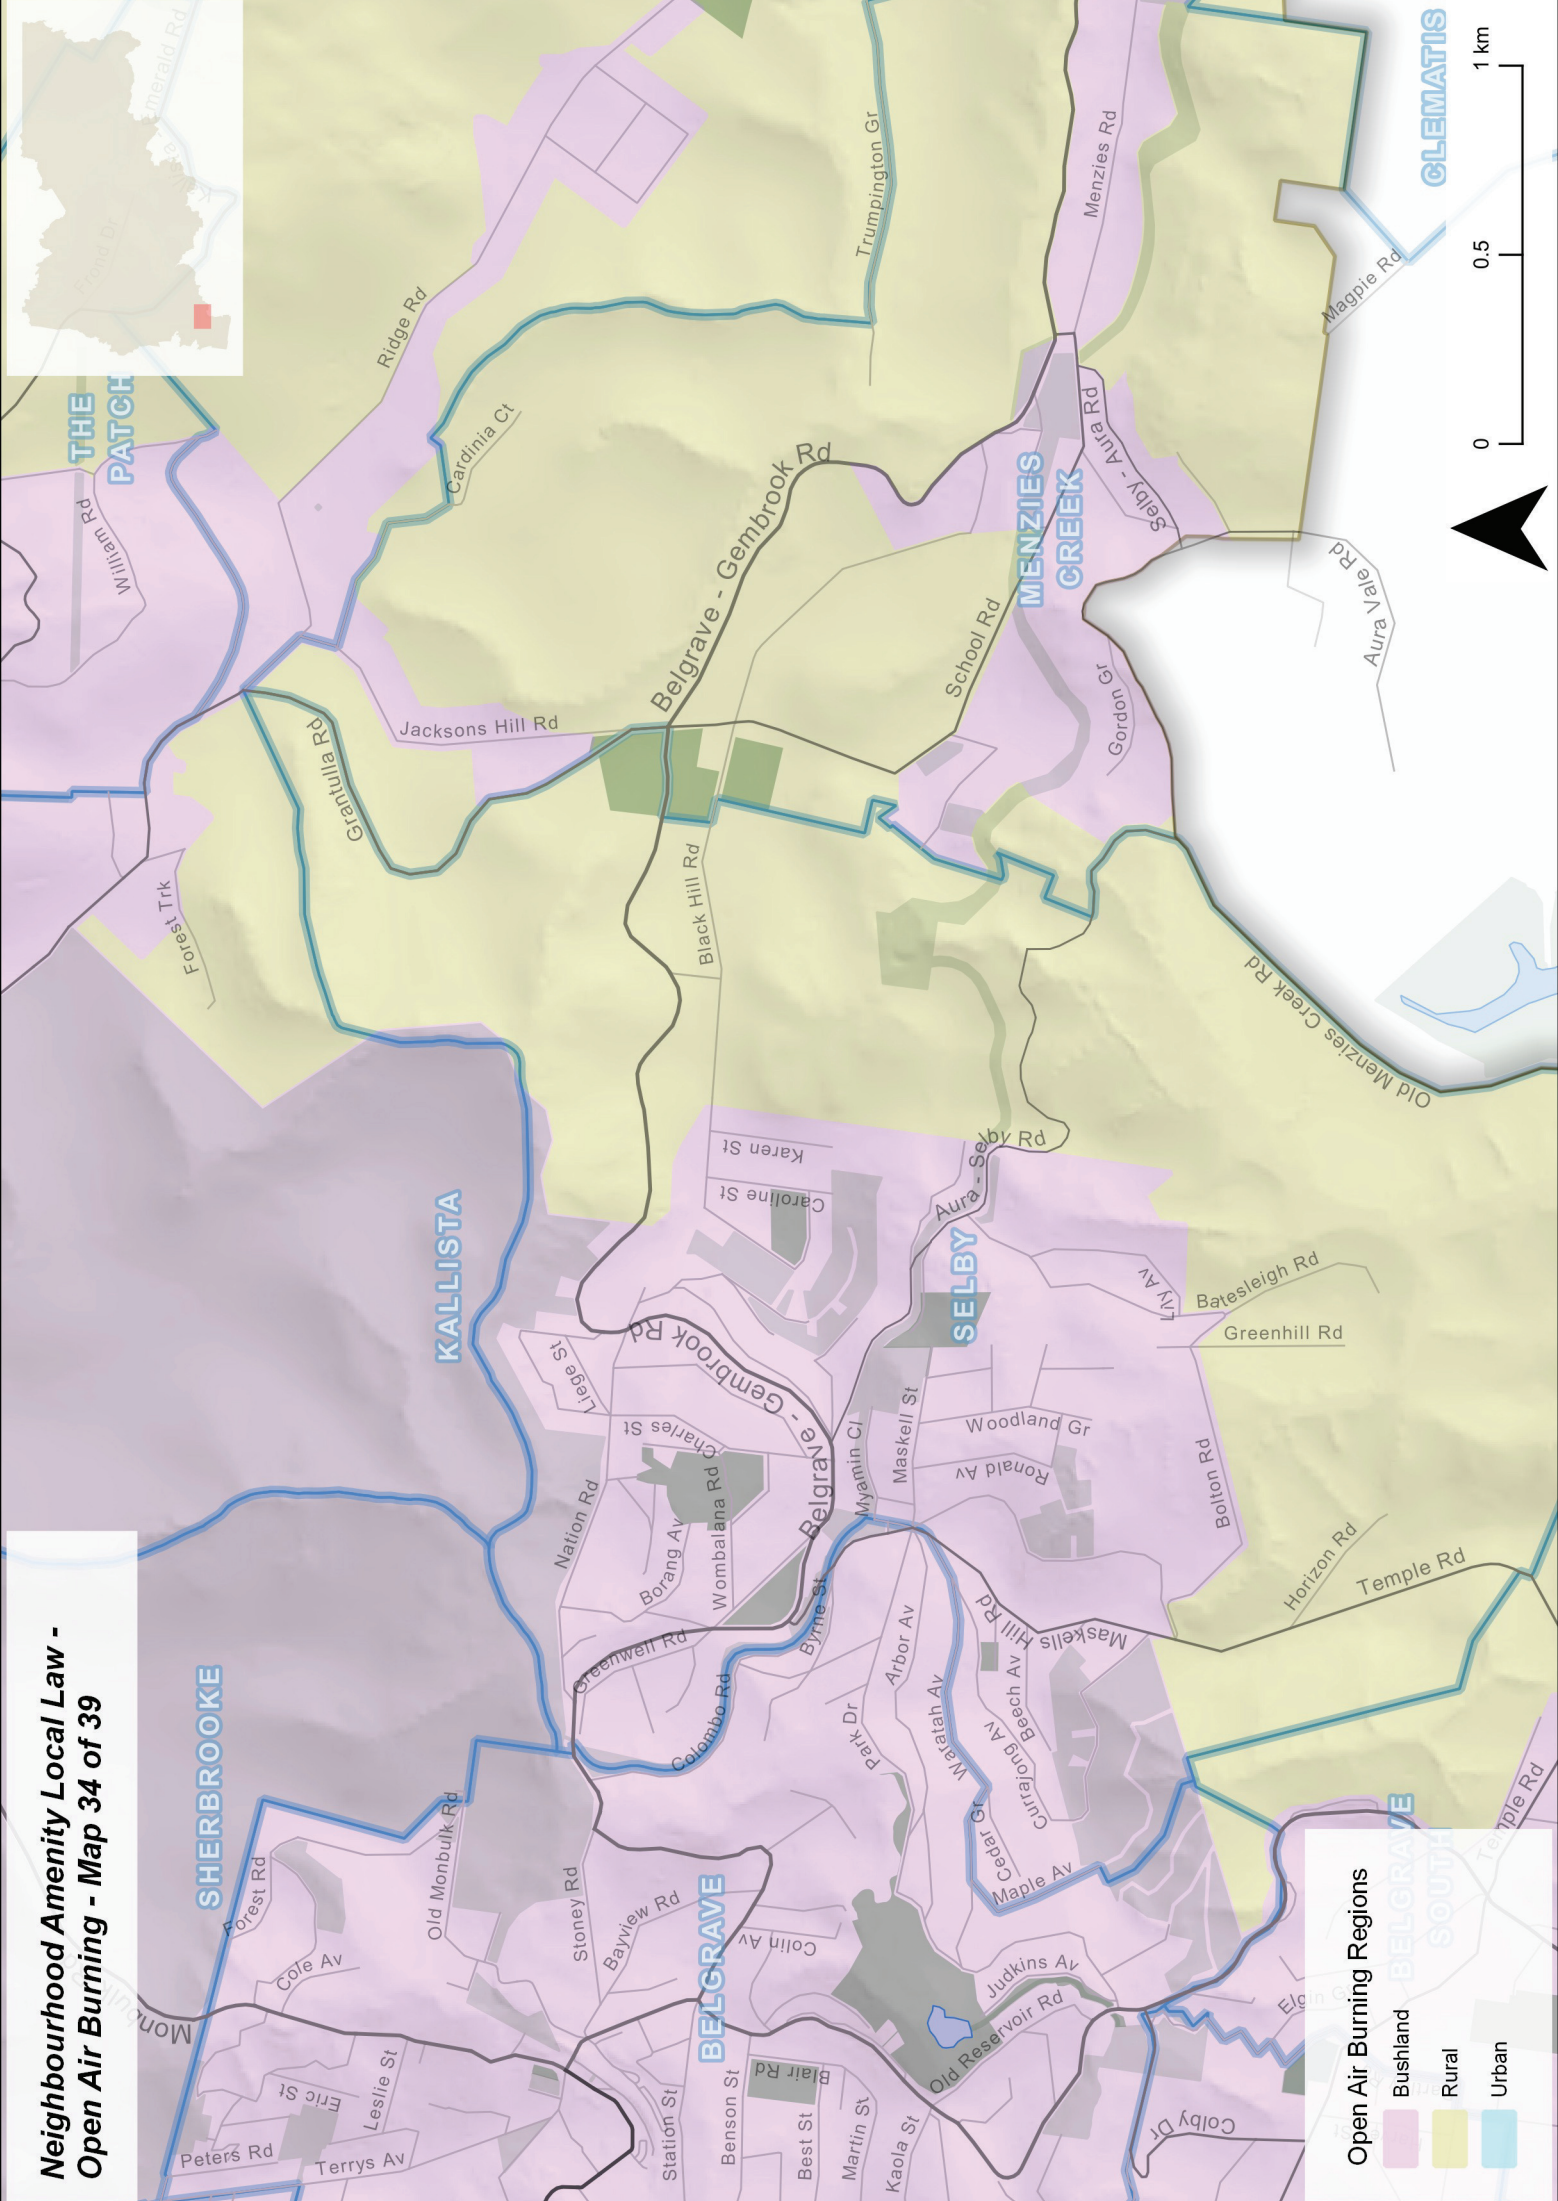 Neighbourhood Amenity Local Law -
Open Air Burning - Map 34 of 39
SHERBROOKE
KALLISTA
THE
PATCH
BELGRAVE
SELBY
MENZIES
CREEK
CLEMATIS
BELGRAVE
SOUTH
Emerald Rd
Forest Rd
Cole Av
Old Monbulk Rd
Eric St
Leslie St
Peters Rd
Terrys Av
Stoney Rd
Bayview Rd
Colin Av
Station St
Benson St
Blair Rd
Best St
Martin St
Kaola St
Old Reservoir Rd
Judkins Av
Colby Dr
Maple Av
Cedar Gr
Currajong Av
Beech Av
Waratah Av
Arbor Av
Park Dr
Colombo Rd
Greenwell Rd
Byrne St
Borang Av
Wombalana Rd
Nation Rd
Charles St
Liege St
Belgrave - Gembrook Rd
Myamin Cl
Maskell St
Maskells Hill Rd
Woodland Gr
Ronald Av
Bolton Rd
Horizon Rd
Temple Rd
Temple Rd
Greenhill Rd
Batesleigh Rd
Lily Av
Aura - Selby Rd
Caroline St
Karen St
Black Hill Rd
Forest Trk
Grantulla Rd
Jacksons Hill Rd
William Rd
Ridge Rd
Cardinia Ct
Belgrave - Gembrook Rd
Trumpington Gr
School Rd
Gordon Gr
Selby - Aura Rd
Menzies Rd
Magpie Rd
Aura Vale Rd
Old Menzies Creek Rd
Open Air Burning Regions
Bushland
Rural
Urban
0
0.5
1 km